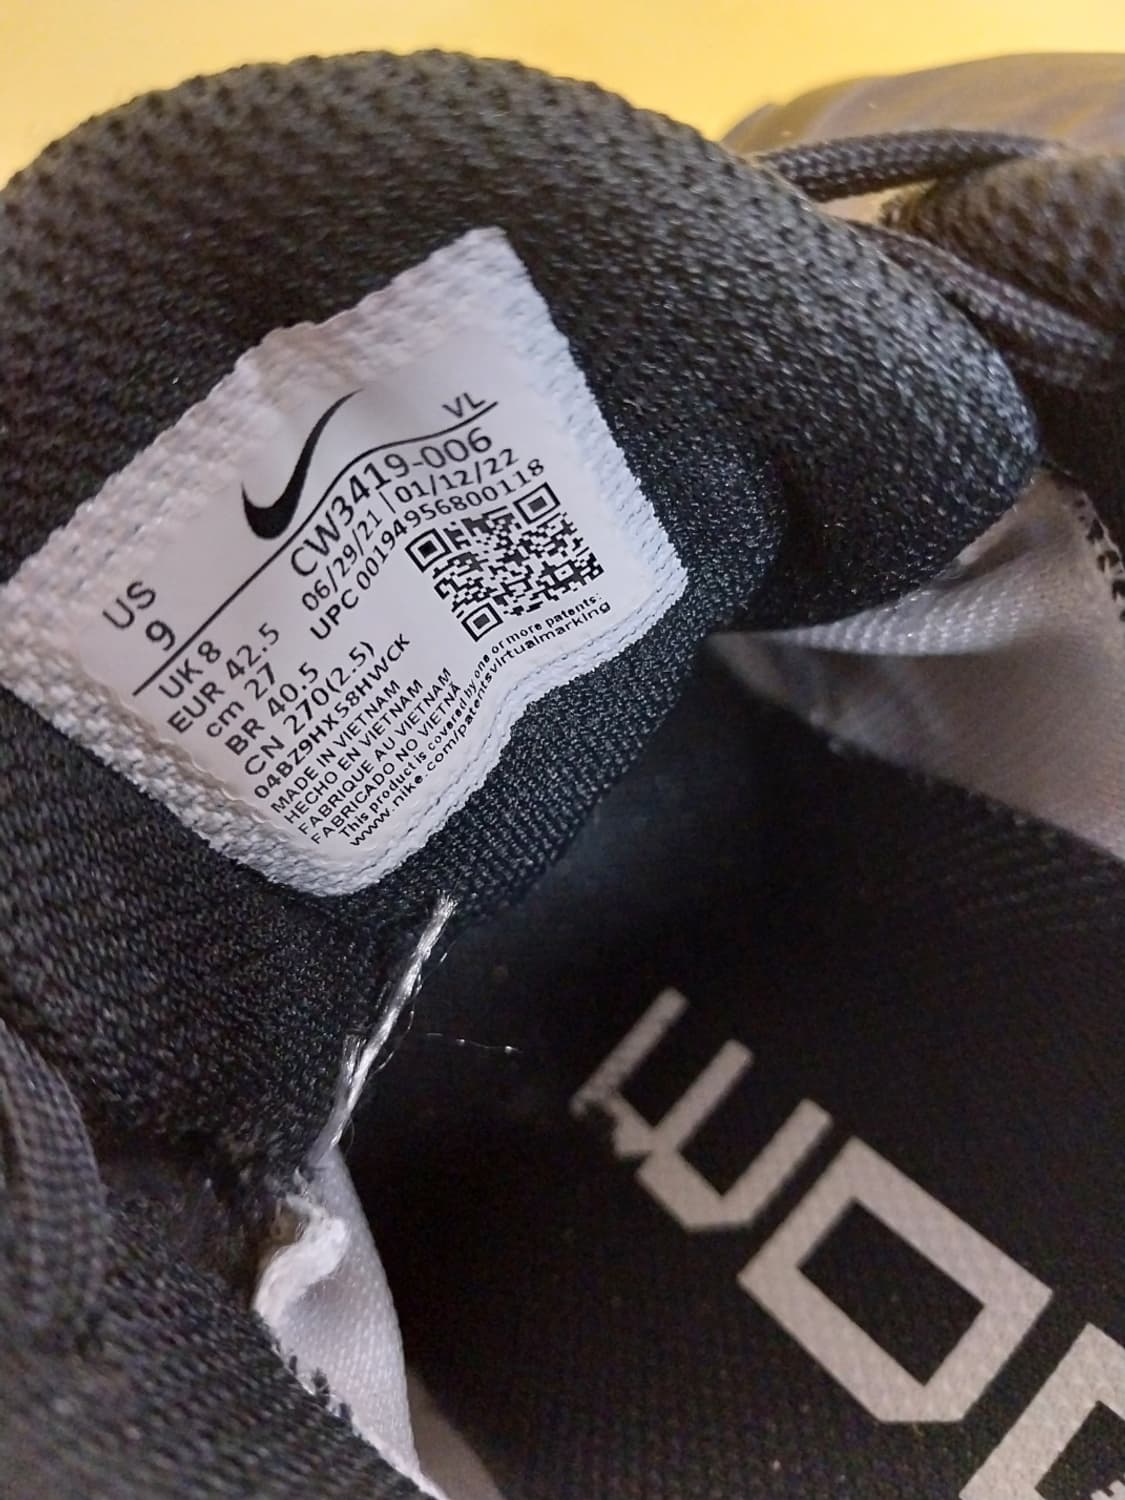 VL
CW3419-006
06/29/21 | 01/12/22
UPC 00194956800118
US
9
UK 8
EUR 42.5
cm 27
BR 40.5
CN 270(2.5)
04BZ9HX58HWCK
MADE IN VIETNAM
HECHO EN VIETNAM
FABRIQUE AU VIETNAM
FABRICADO NO VIETNÃ
This product is covered by one or more patents:
www.nike.com/patentsvirtualmarking